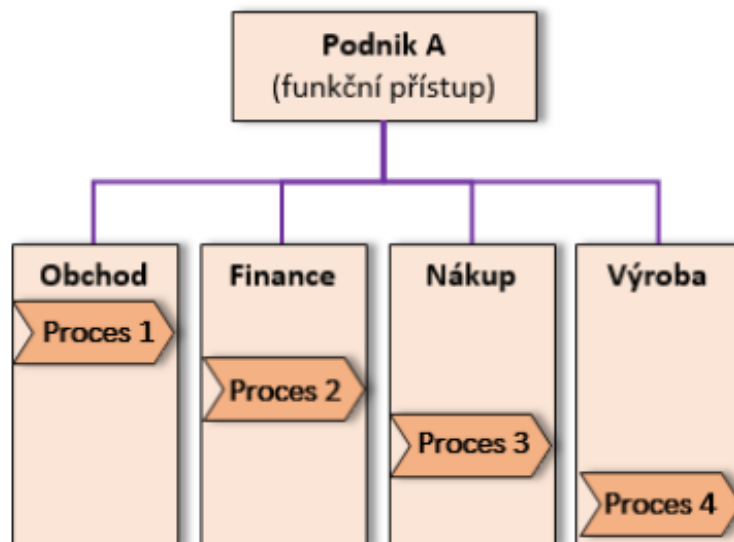 Podnik A
(funkční přístup)
Obchod
Finance
Nákup
Výroba
Proces 1
Proces 2
Proces 3
Proces 4